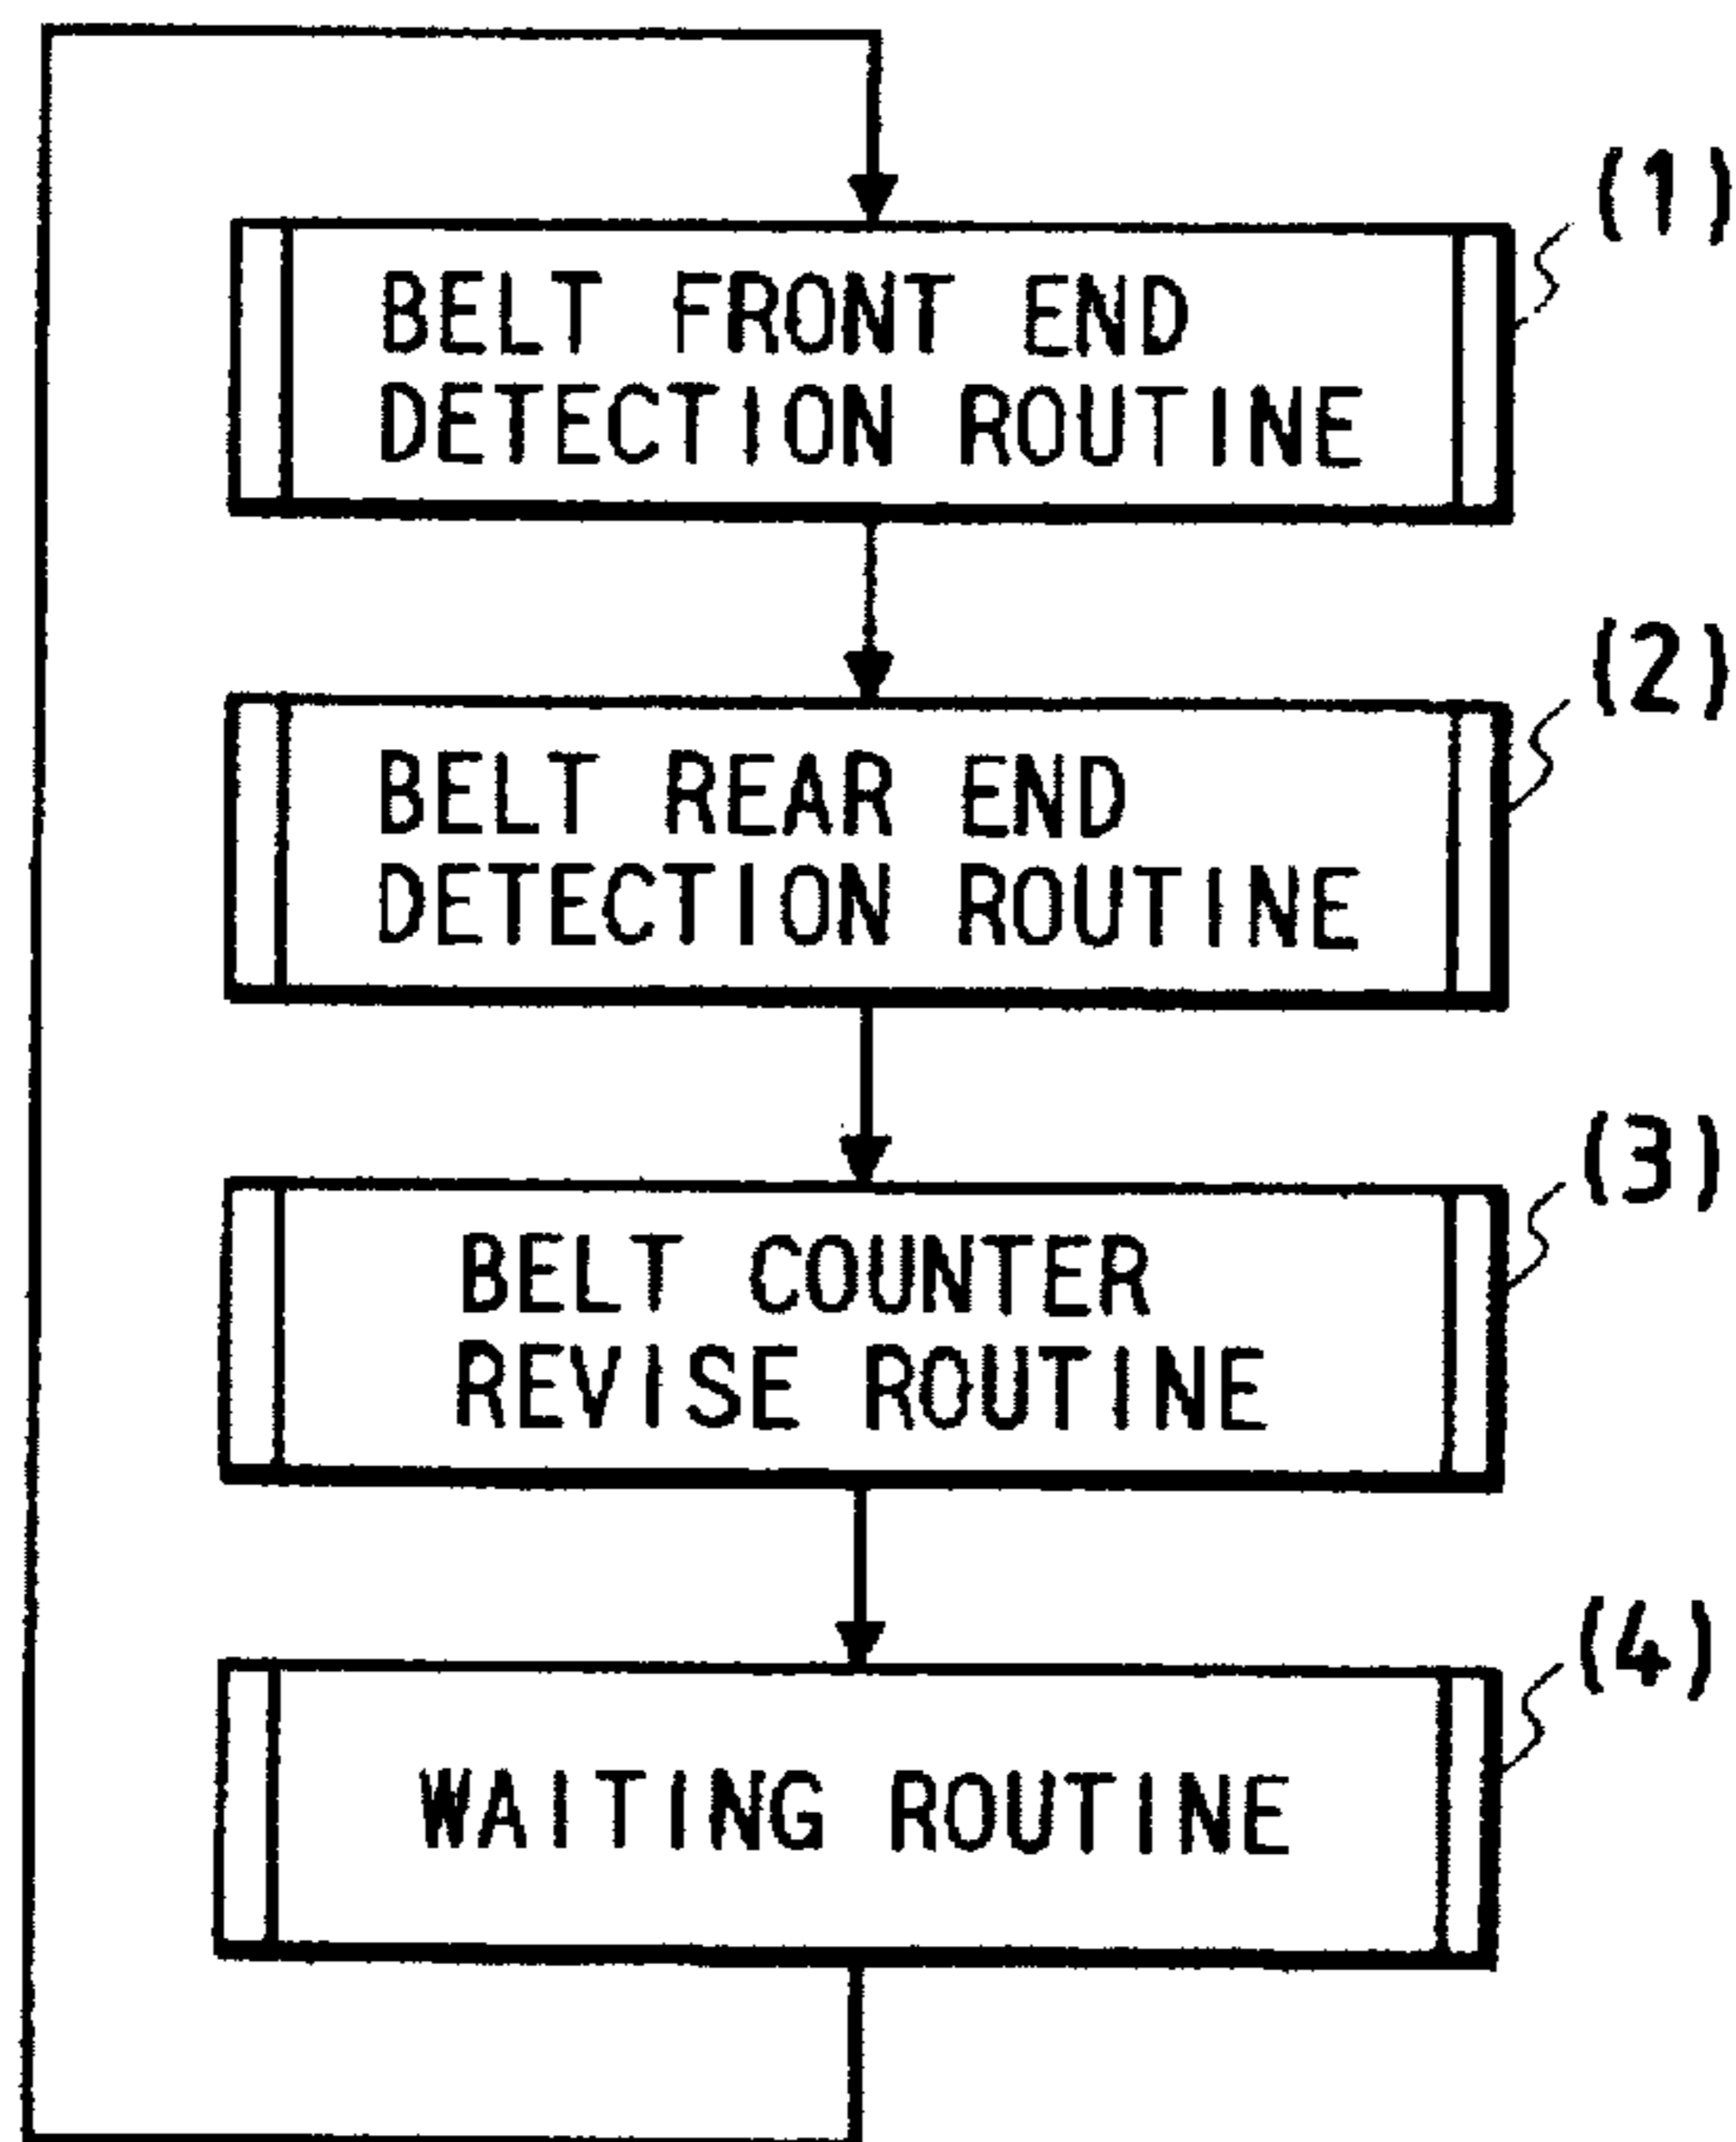 (1)
BELT FRONT END
DETECTION ROUTINE
(2)
BELT REAR END
DETECTION ROUTINE
(3)
BELT COUNTER
REVISE ROUTINE
(4)
WAITING ROUTINE